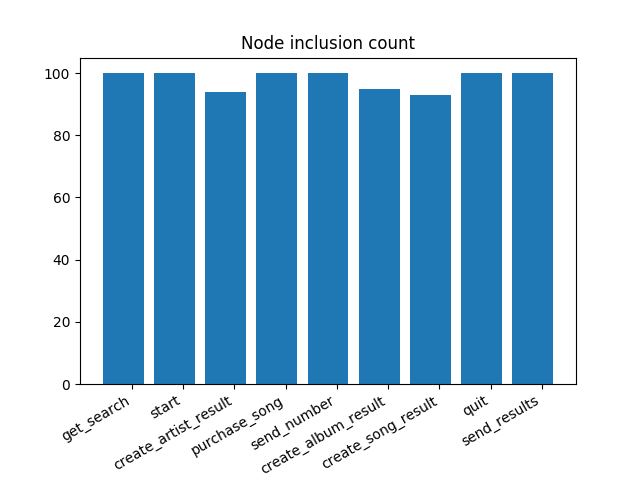 Node inclusion count
100
80
60
40
20
0
get_search
start
create_artist_result
purchase_song
send_number
create_album_result
create_song_result
quit
send_results